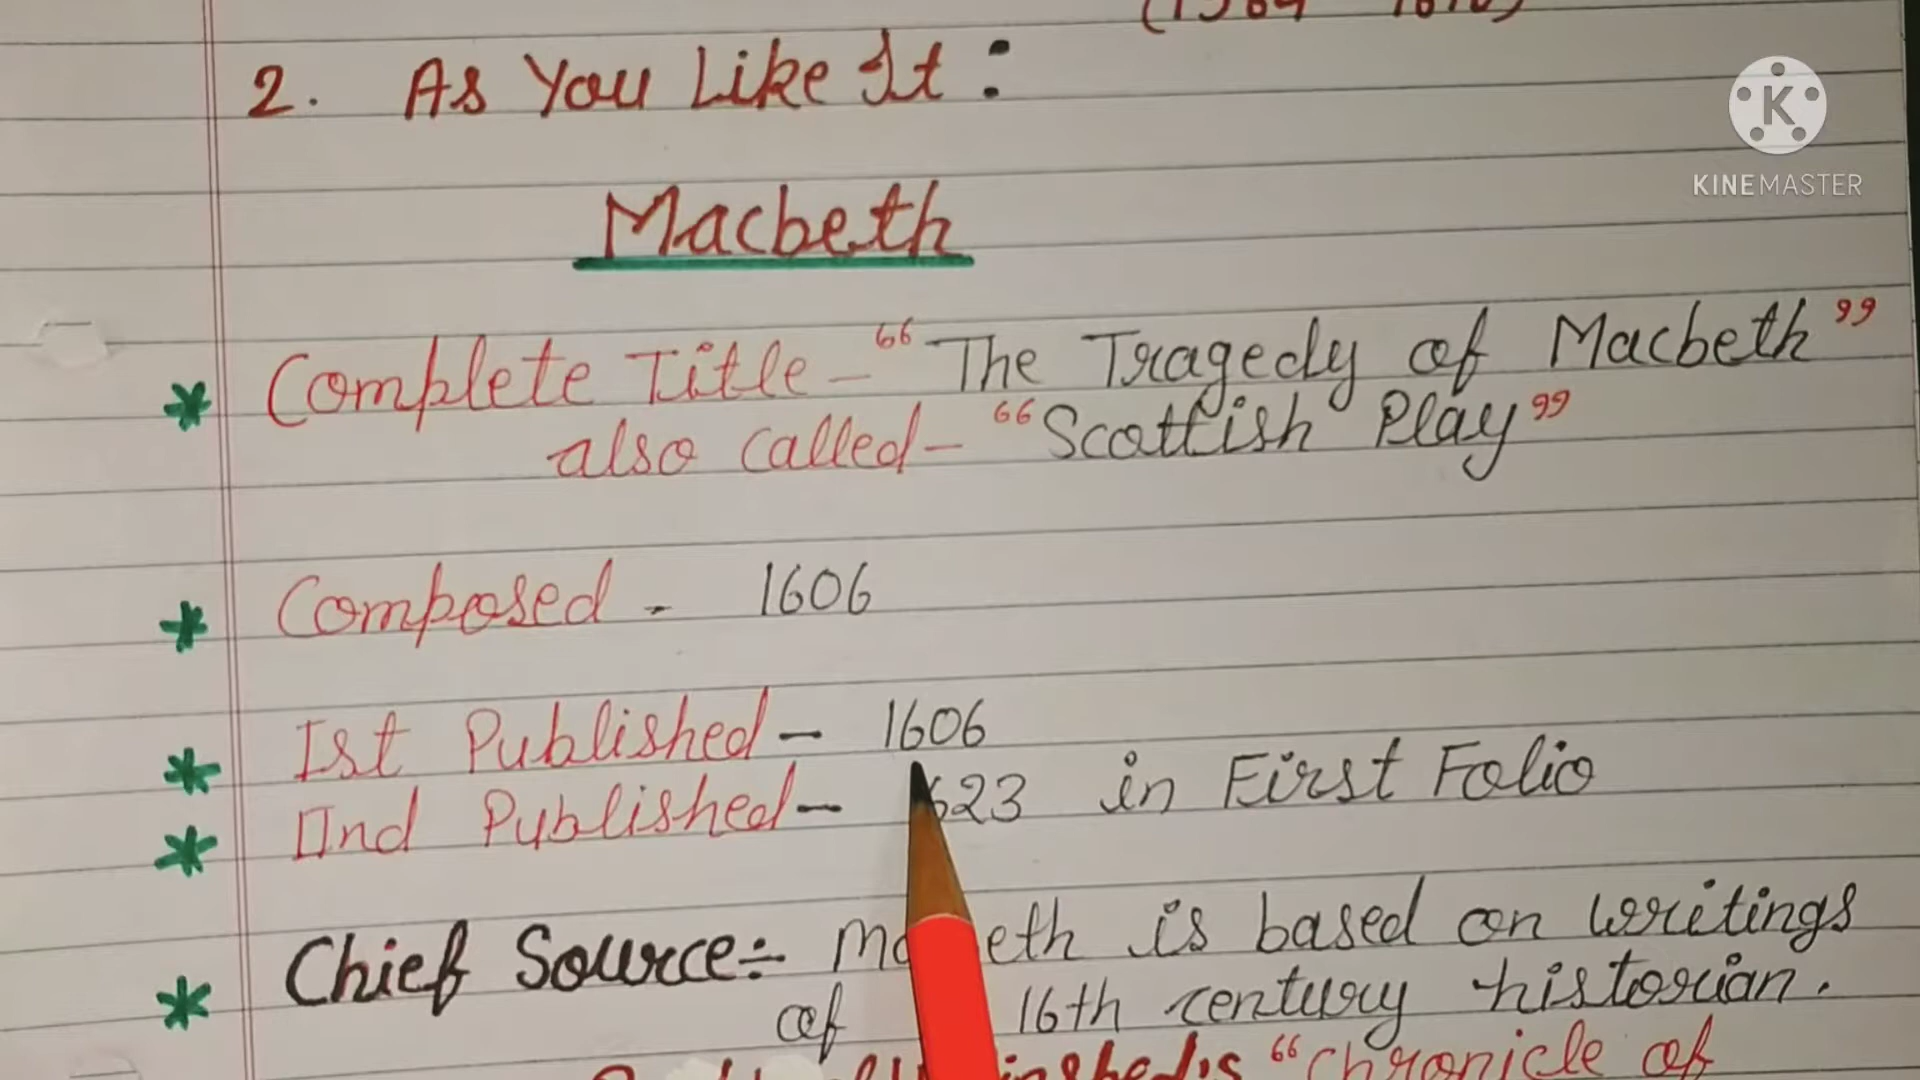 2. As You Like It :
KINEMASTER
Macbeth
* Complete Title - "The Tragedy of Macbeth"
also called - "Scottish Play"
* Composed - 1606
* Ist Published - 1606
* IInd Published - 1623 in First Folio
* Chief Source :- Macbeth is based on writings
of 16th century historian.
"Chronicle of